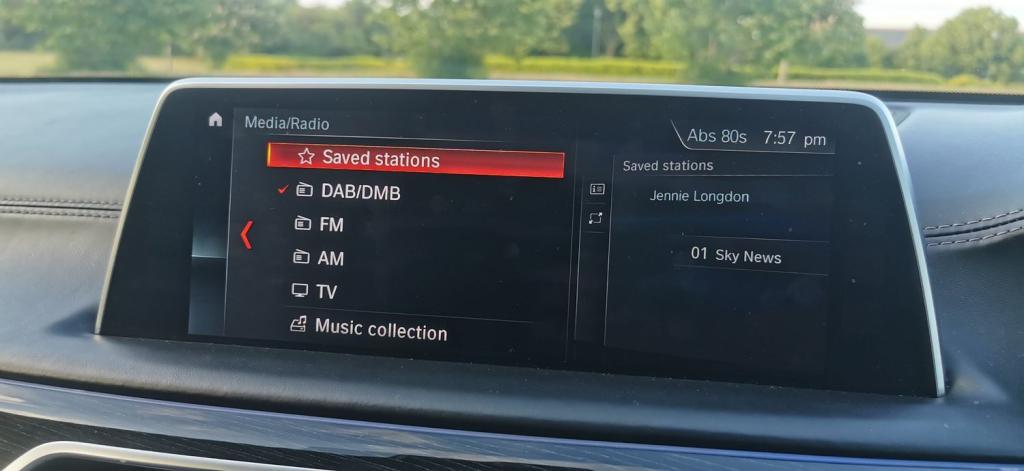 Media/Radio
Abs 80s 7:57 pm
Saved stations
DAB/DMB
FM
AM
TV
Music collection
Saved stations
Jennie Longdon
01 Sky News